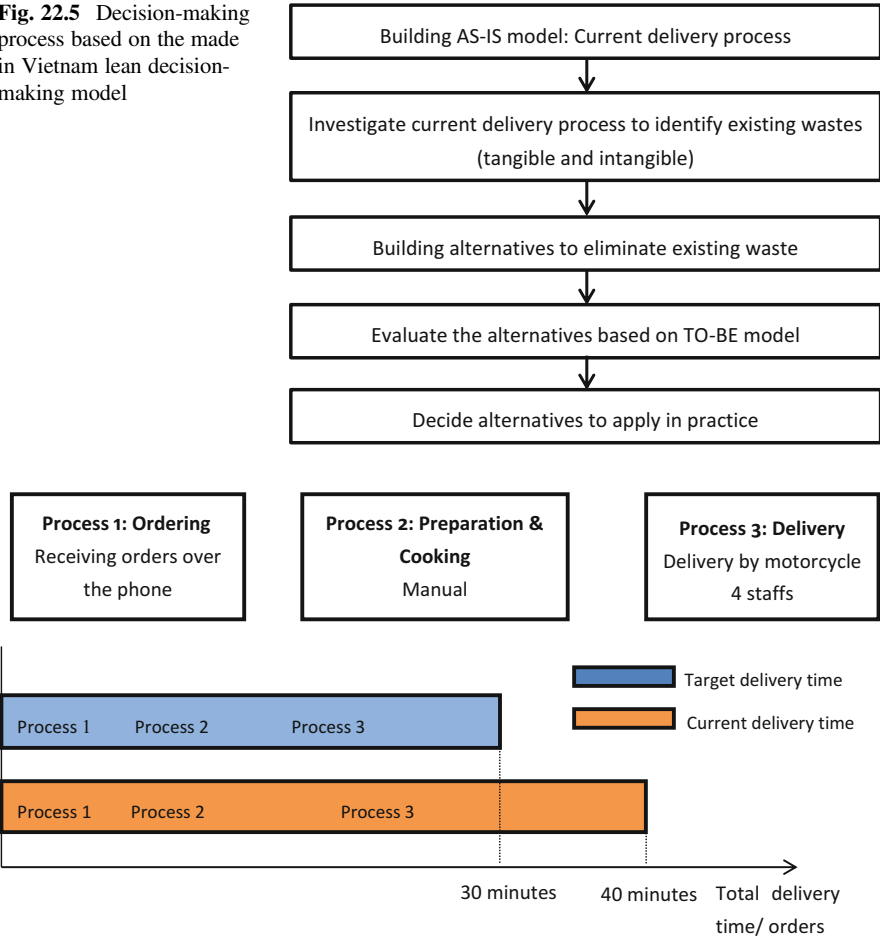 Fig. 22.5 Decision-making
process based on the made
in Vietnam lean decision-
making model
Building AS-IS model: Current delivery process
Investigate current delivery process to identify existing wastes
(tangible and intangible)
Building alternatives to eliminate existing waste
Evaluate the alternatives based on TO-BE model
Decide alternatives to apply in practice
Process 1: Ordering
Receiving orders over
the phone
Process 2: Preparation &
Cooking
Manual
Process 3: Delivery
Delivery by motorcycle
4 staffs
Target delivery time
Current delivery time
Process 1 Process 2 Process 3
Process 1 Process 2 Process 3
30 minutes 40 minutes Total delivery
time/ orders